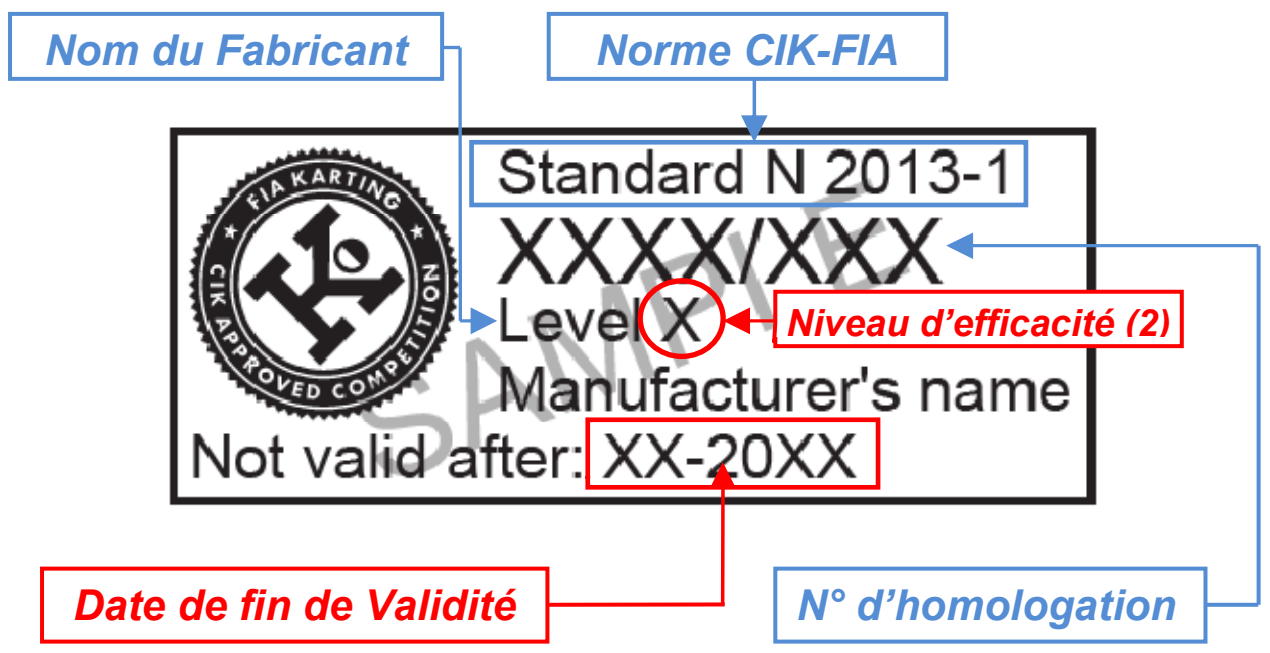 Nom du Fabricant
Norme CIK-FIA
FIA KARTING
CIK APPROVED COMPETITION
Standard N 2013-1
XXXX/XXX
Level X
Niveau d’efficacité (2)
Manufacturer's name
Not valid after: XX-20XX
SAMPLE
Date de fin de Validité
N° d’homologation